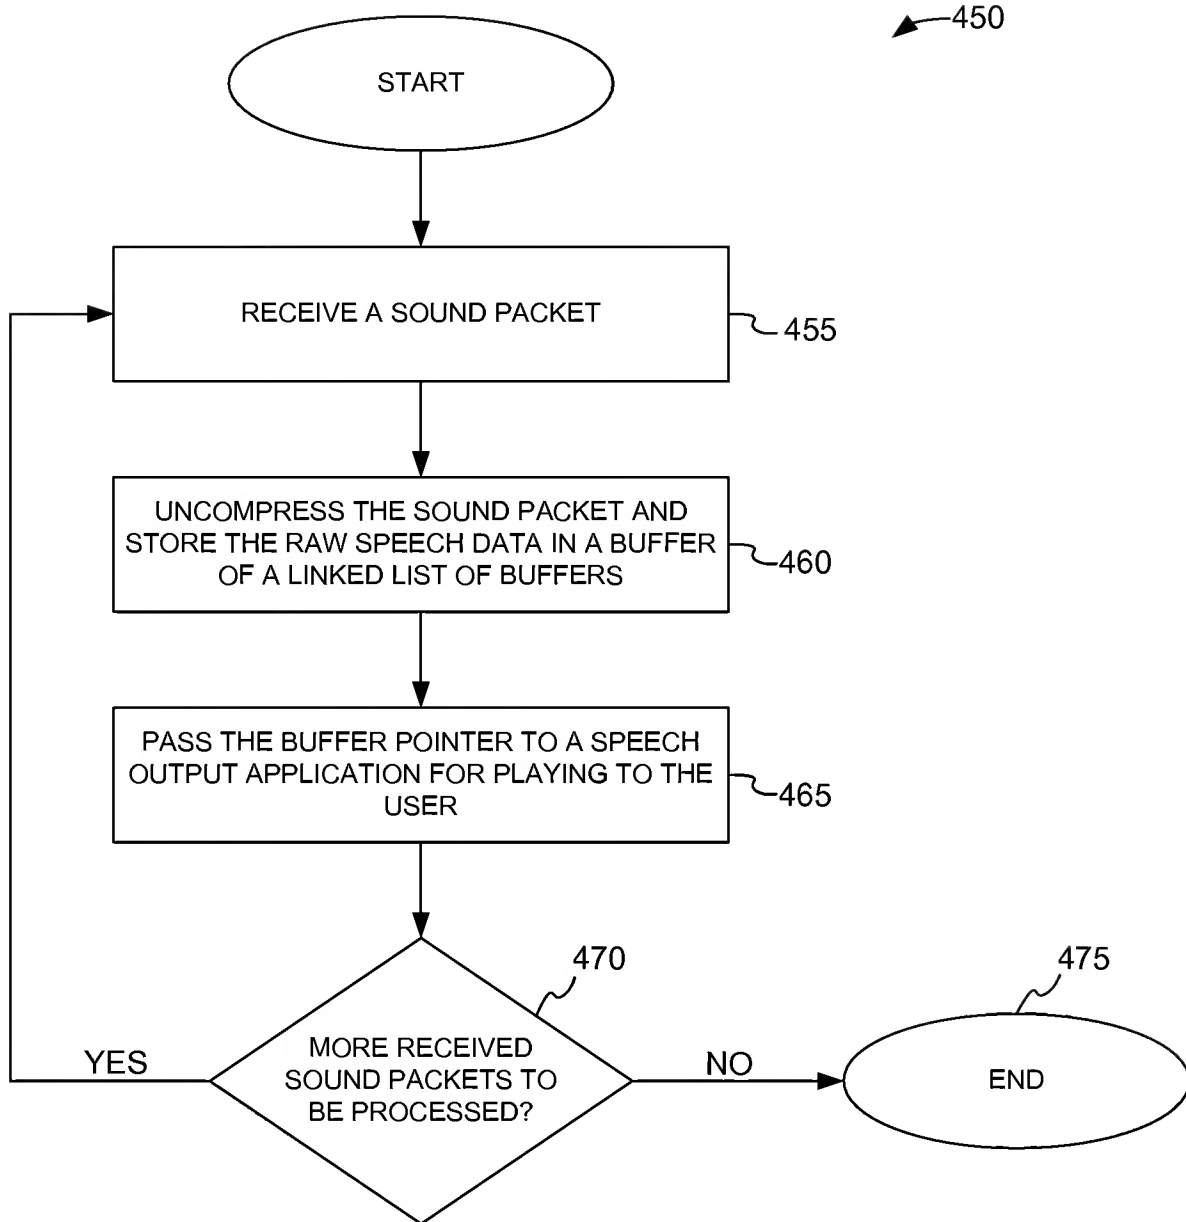 450
START
RECEIVE A SOUND PACKET
455
UNCOMPRESS THE SOUND PACKET AND
STORE THE RAW SPEECH DATA IN A BUFFER
OF A LINKED LIST OF BUFFERS
460
PASS THE BUFFER POINTER TO A SPEECH
OUTPUT APPLICATION FOR PLAYING TO THE
USER
465
470
MORE RECEIVED
SOUND PACKETS TO
BE PROCESSED?
YES
NO
475
END